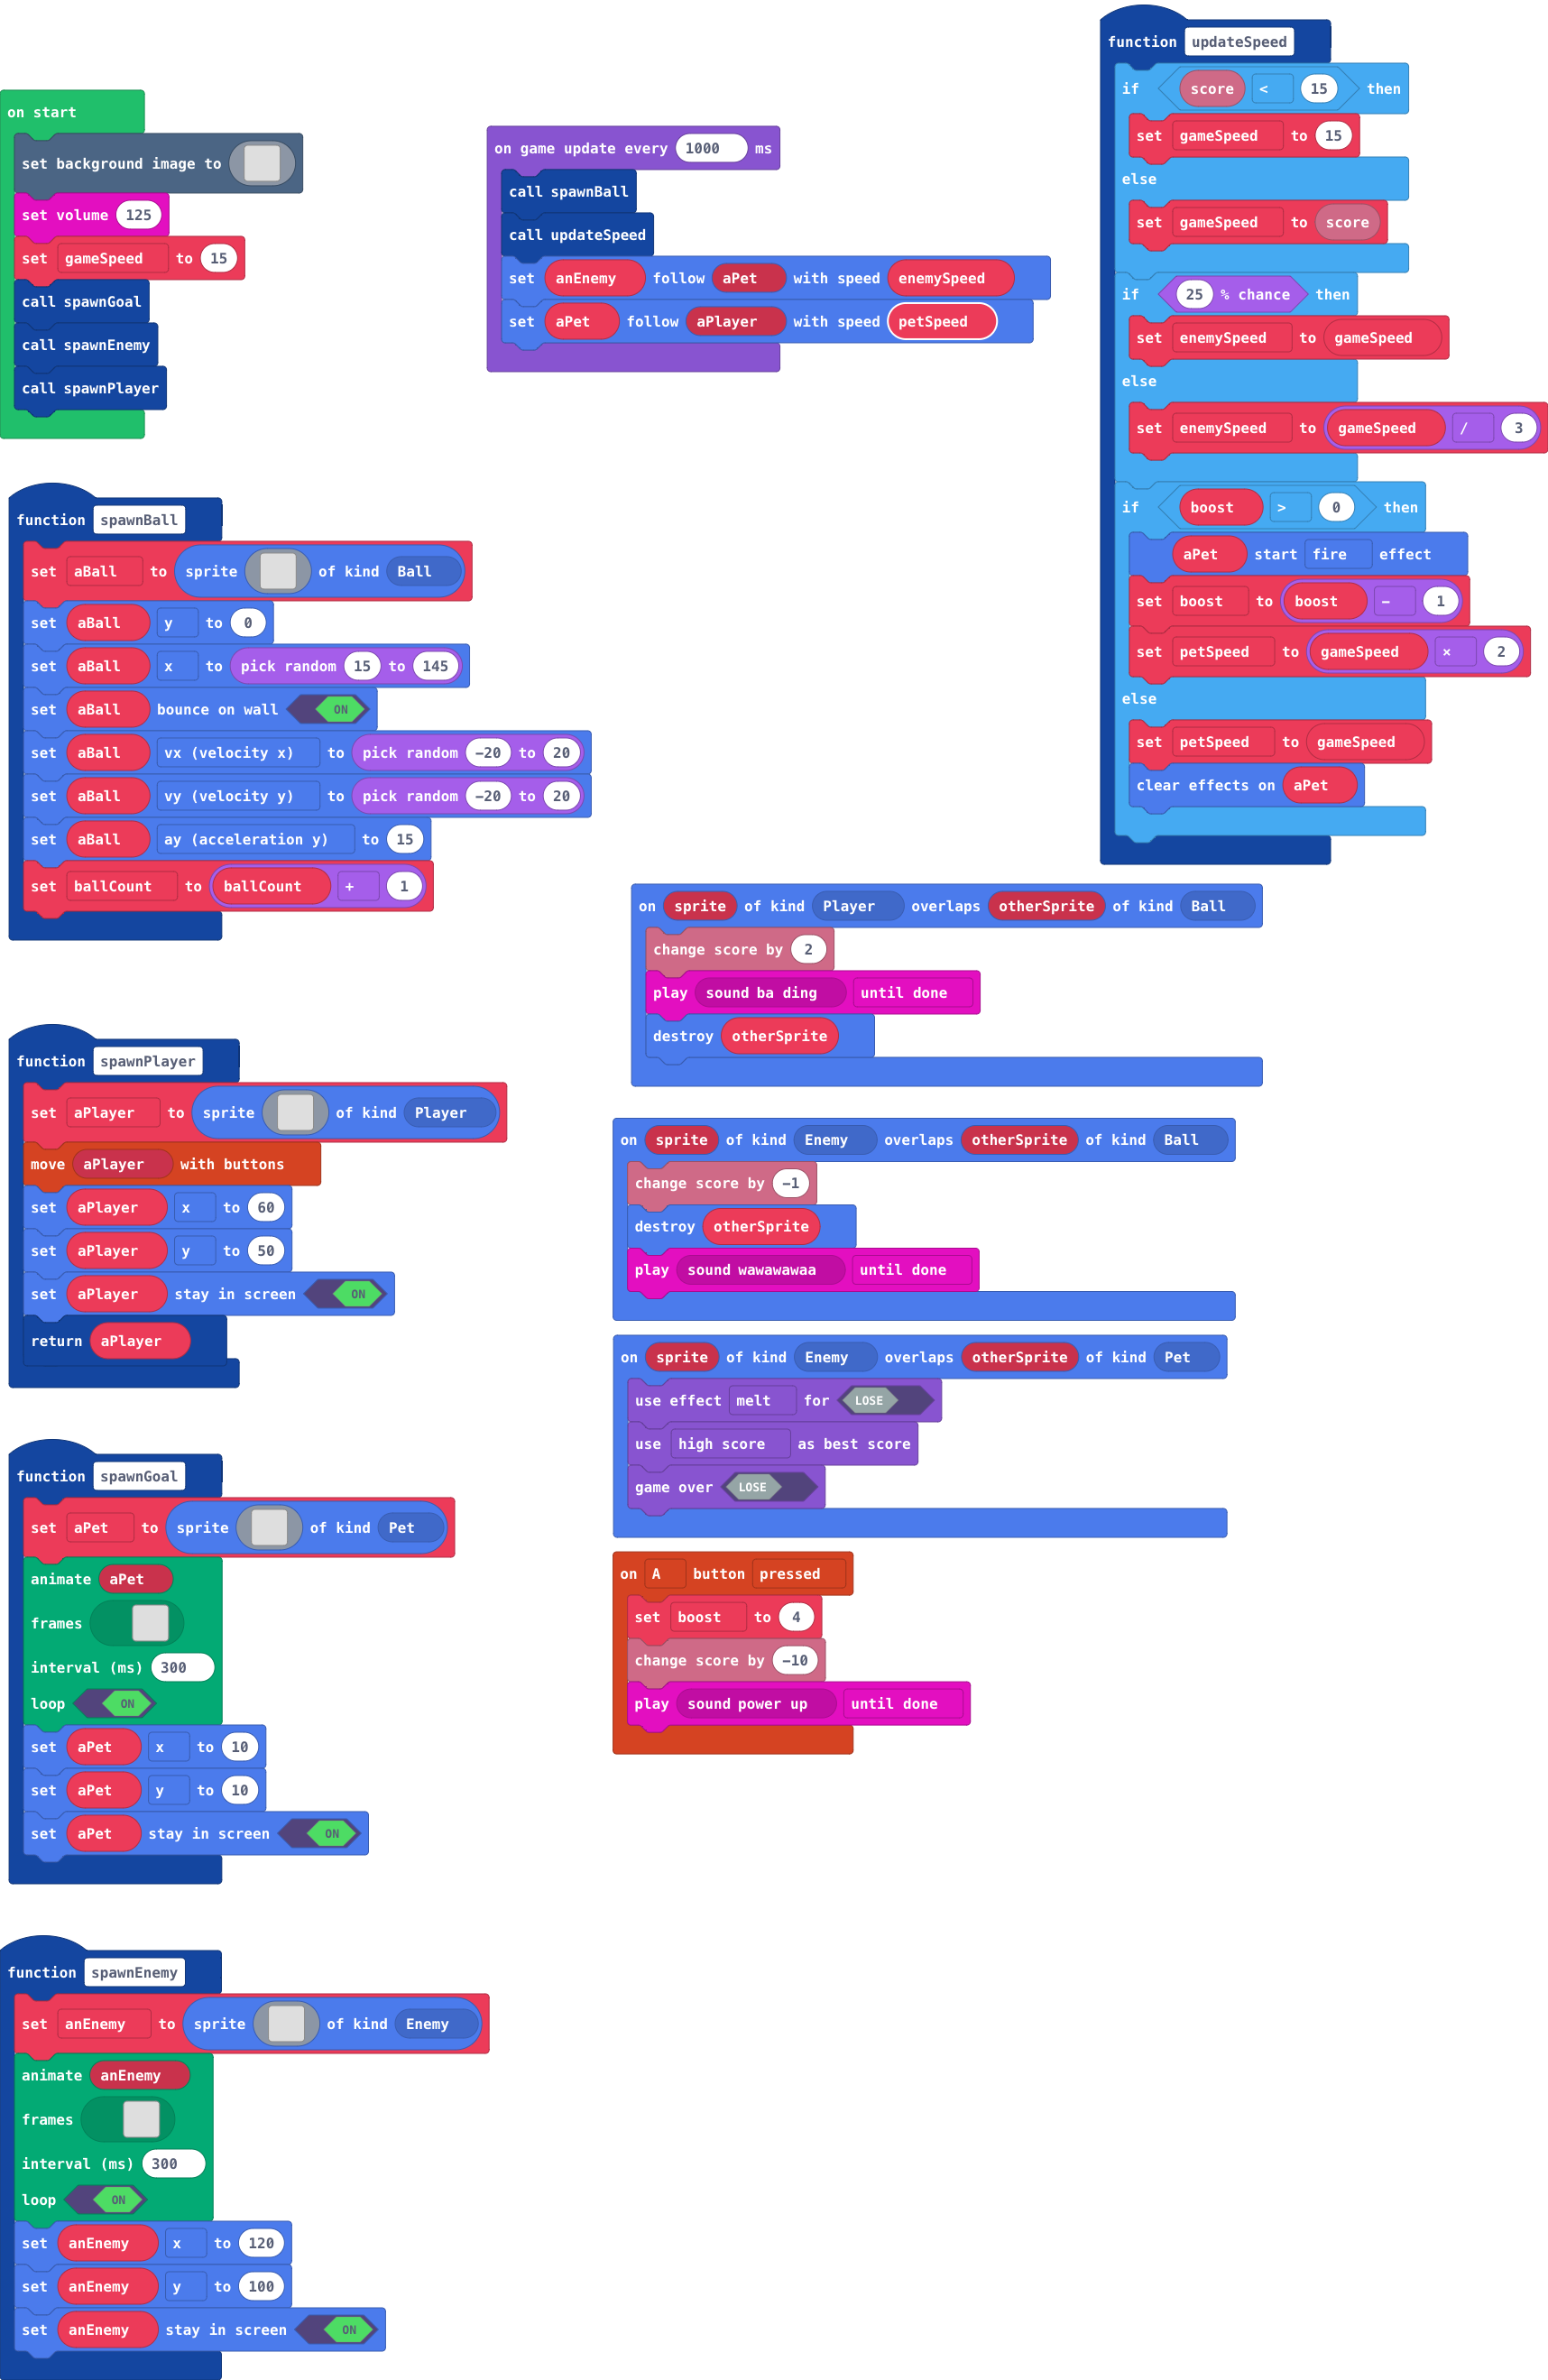 on start
set background image to
set volume 125
set gameSpeed to 15
call spawnGoal
call spawnEnemy
call spawnPlayer
on game update every 1000 ms
call spawnBall
call updateSpeed
set anEnemy follow aPet with speed enemySpeed
set aPet follow aPlayer with speed petSpeed
function updateSpeed
if score < 15 then
set gameSpeed to 15
else
set gameSpeed to score
if 25 % chance then
set enemySpeed to gameSpeed
else
set enemySpeed to gameSpeed / 3
if boost > 0 then
aPet start fire effect
set boost to boost - 1
set petSpeed to gameSpeed × 2
else
set petSpeed to gameSpeed
clear effects on aPet
function spawnBall
set aBall to sprite of kind Ball
set aBall y to 0
set aBall x to pick random 15 to 145
set aBall bounce on wall ON
set aBall vx (velocity x) to pick random -20 to 20
set aBall vy (velocity y) to pick random -20 to 20
set aBall ay (acceleration y) to 15
set ballCount to ballCount + 1
on sprite of kind Player overlaps otherSprite of kind Ball
change score by 2
play sound ba ding until done
destroy otherSprite
function spawnPlayer
set aPlayer to sprite of kind Player
move aPlayer with buttons
set aPlayer x to 60
set aPlayer y to 50
set aPlayer stay in screen ON
return aPlayer
on sprite of kind Enemy overlaps otherSprite of kind Ball
change score by -1
destroy otherSprite
play sound wawawawaa until done
on sprite of kind Enemy overlaps otherSprite of kind Pet
use effect melt for LOSE
use high score as best score
game over LOSE
function spawnGoal
set aPet to sprite of kind Pet
animate aPet
frames
interval (ms) 300
loop ON
set aPet x to 10
set aPet y to 10
set aPet stay in screen ON
on A button pressed
set boost to 4
change score by -10
play sound power up until done
function spawnEnemy
set anEnemy to sprite of kind Enemy
animate anEnemy
frames
interval (ms) 300
loop ON
set anEnemy x to 120
set anEnemy y to 100
set anEnemy stay in screen ON